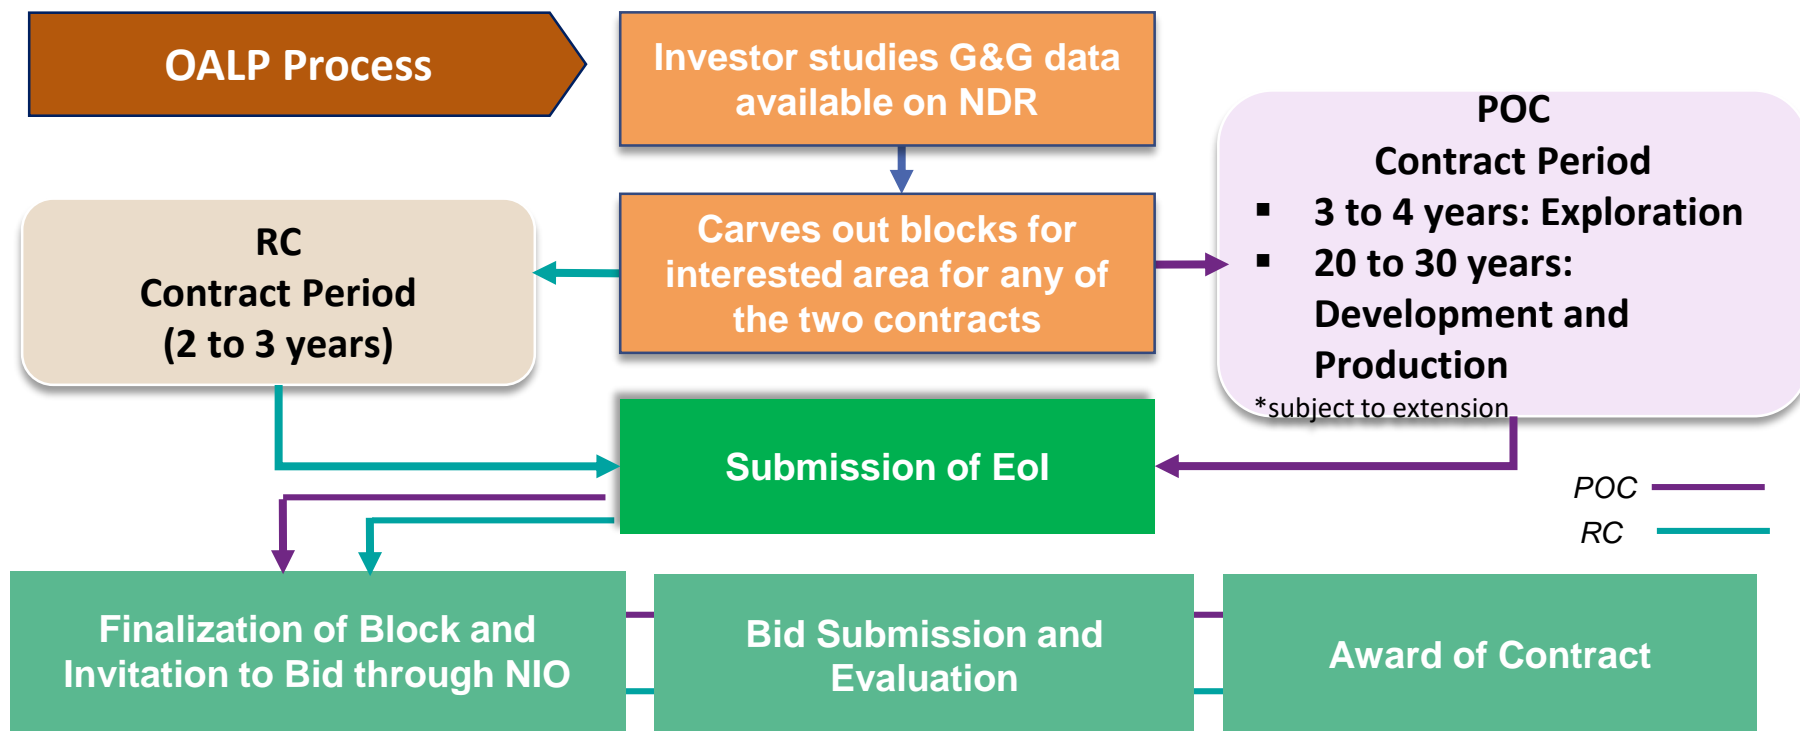 OALP Process
Investor studies G&G data
available on NDR
POC
Contract Period
▪ 3 to 4 years: Exploration
▪ 20 to 30 years:
Development and
Production
*subject to extension
Carves out blocks for
interested area for any of
the two contracts
RC
Contract Period
(2 to 3 years)
Submission of EoI
POC
RC
Finalization of Block and
Invitation to Bid through NIO
Bid Submission and
Evaluation
Award of Contract